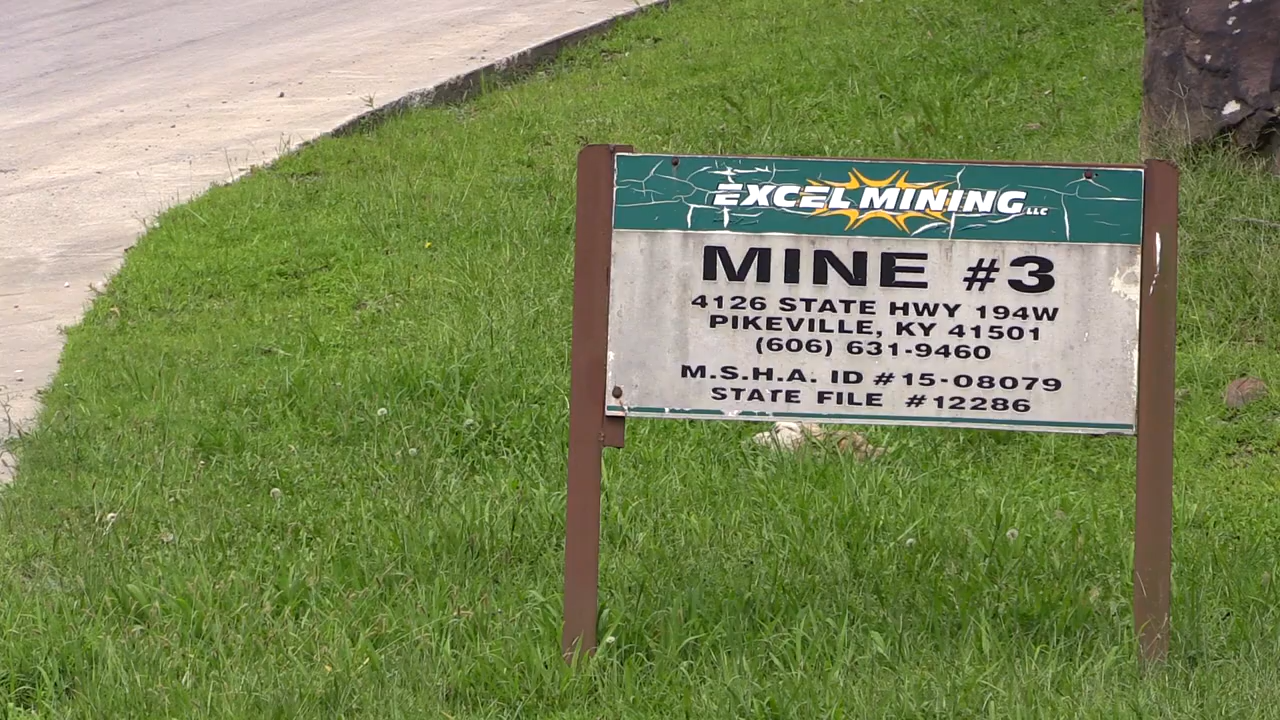 EXCEL MINING LLC
MINE #3
4126 STATE HWY 194W
PIKEVILLE, KY 41501
(606) 631-9460
M.S.H.A. ID #15-08079
STATE FILE #12286